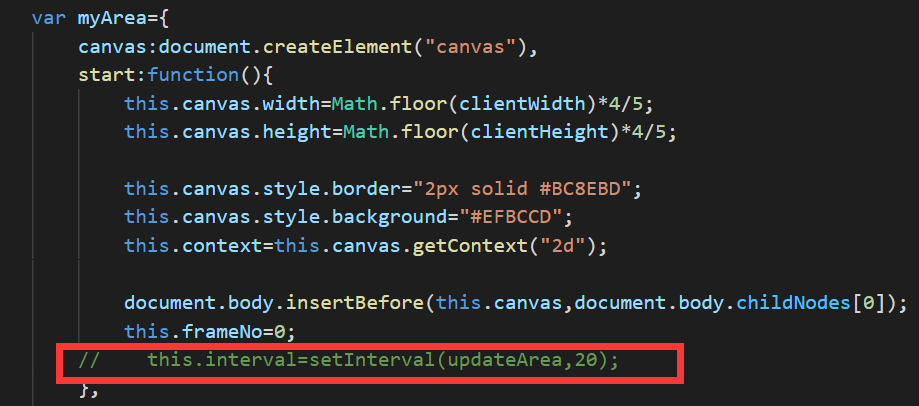 var myArea={
canvas:document.createElement("canvas"),
start:function(){
this.canvas.width=Math.floor(clientWidth)*4/5;
this.canvas.height=Math.floor(clientHeight)*4/5;
this.canvas.style.border="2px solid #BC8EBD";
this.canvas.style.background="#EFBCCD";
this.context=this.canvas.getContext("2d");
document.body.insertBefore(this.canvas,document.body.childNodes[0]);
this.frameNo=0;
//    this.interval=setInterval(updateArea,20);
},